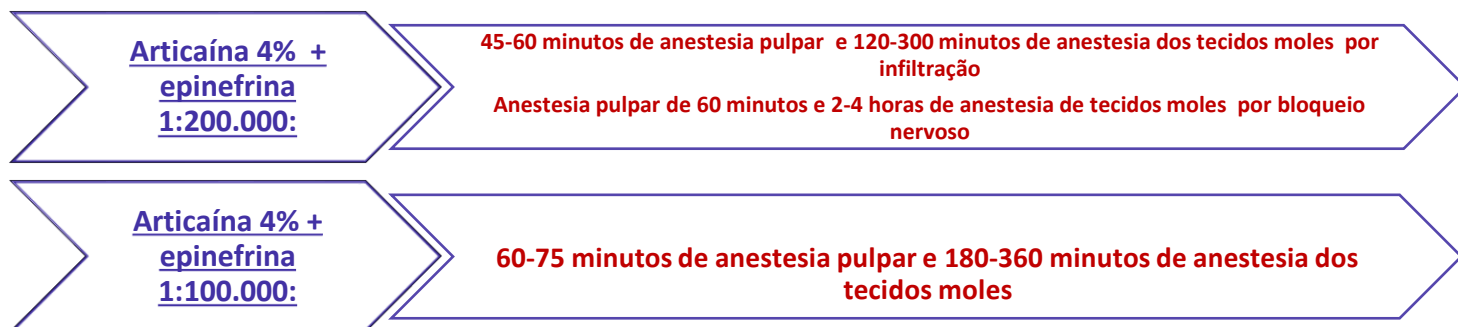 Articaína 4% +
epinefrina
1:200.000:
45-60 minutos de anestesia pulpar e 120-300 minutos de anestesia dos tecidos moles por
infiltração
Anestesia pulpar de 60 minutos e 2-4 horas de anestesia de tecidos moles por bloqueio
nervoso
Articaína 4% +
epinefrina
1:100.000:
60-75 minutos de anestesia pulpar e 180-360 minutos de anestesia dos
tecidos moles